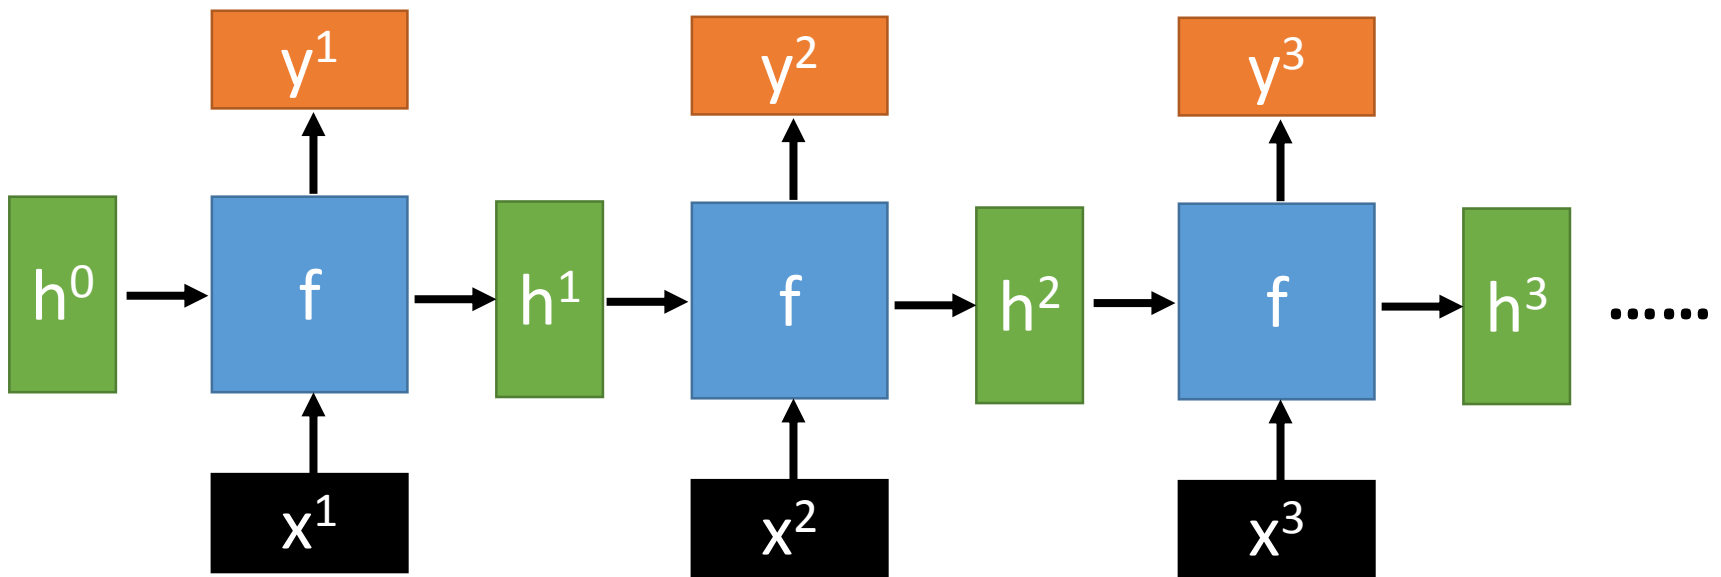 y¹ y² y³
h⁰ f h¹ f h² f h³ ......
x¹ x² x³